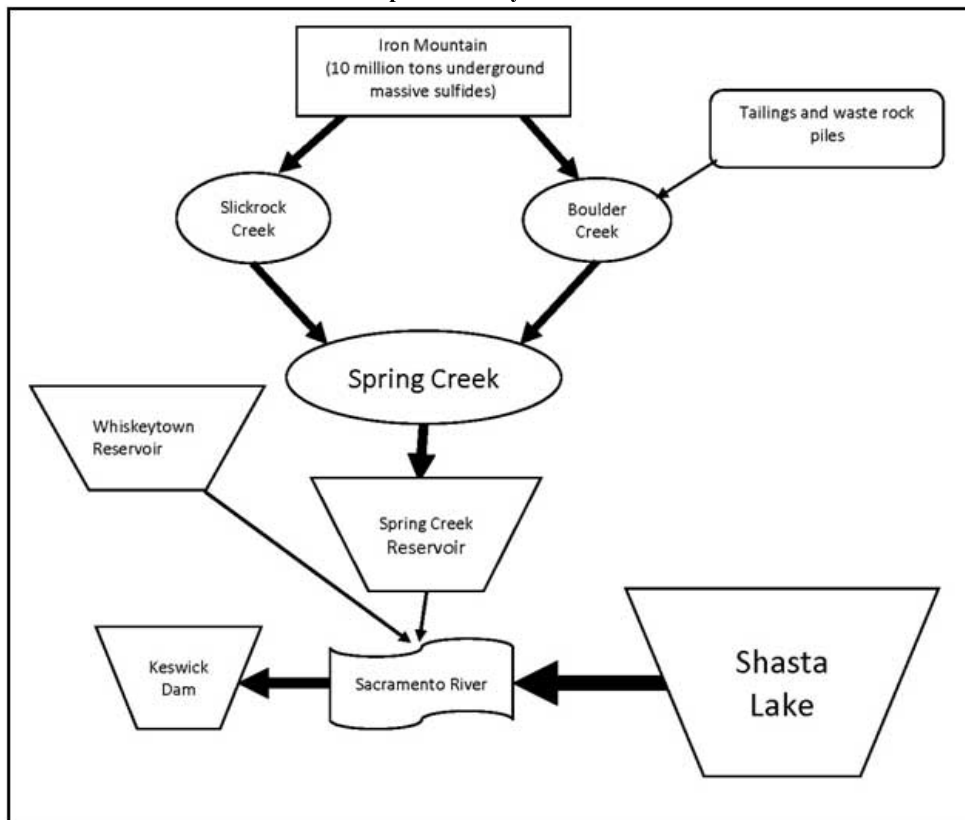 Iron Mountain
(10 million tons underground
massive sulfides)
Tailings and waste rock
piles
Slickrock
Creek
Boulder
Creek
Spring Creek
Whiskeytown
Reservoir
Spring Creek
Reservoir
Keswick
Dam
Sacramento River
Shasta
Lake